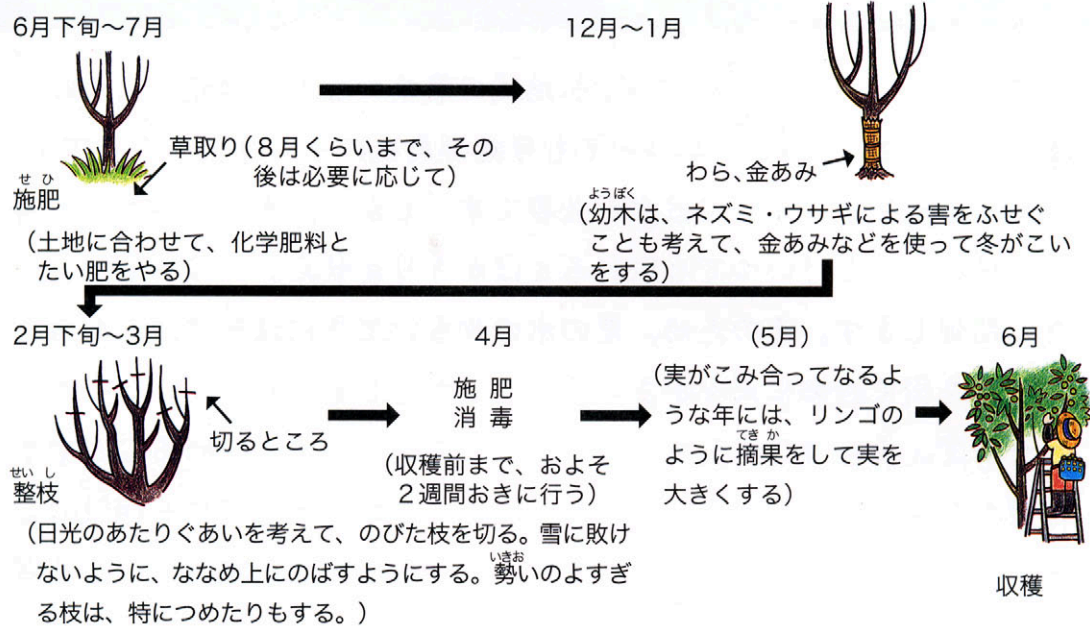 6月下旬～7月
草取り（8月くらいまで、その
後は必要に応じて）
せひ
施肥
（土地に合わせて、化学肥料と
たい肥をやる）
12月～1月
わら、金あみ
ようぼく
（幼木は、ネズミ・ウサギによる害をふせぐ
ことも考えて、金あみなどを使って冬がこい
をする）
2月下旬～3月
切るところ
せいし
整枝
（日光のあたりぐあいを考えて、のびた枝を切る。雪に敗け
ないように、ななめ上にのばすようにする。勢いのよすぎ
いきお
る枝は、特につめたりもする。）
4月
施肥
消毒
（収穫前まで、およそ
2週間おきに行う）
（5月）
（実がこみ合ってなるよ
うな年には、リンゴの
てきか
ように摘果をして実を
大きくする）
6月
収穫